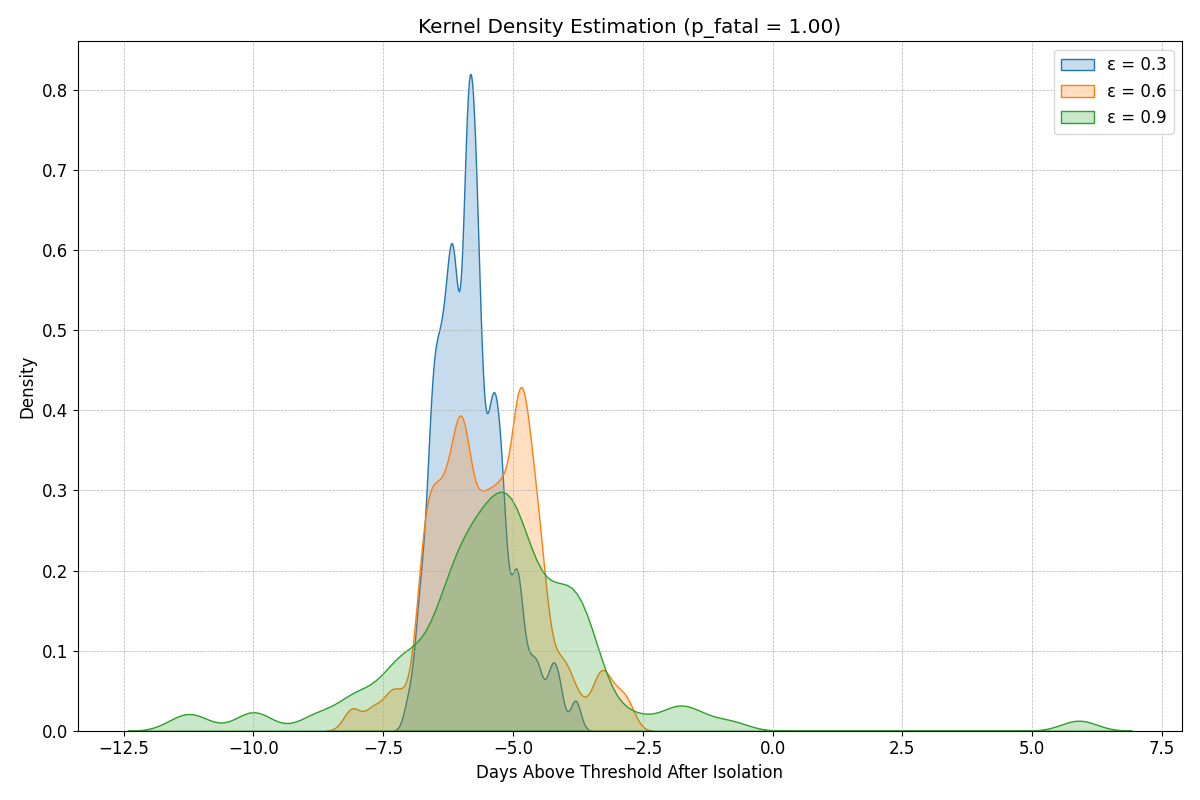 Kernel Density Estimation (p_fatal = 1.00)
ε = 0.3
ε = 0.6
ε = 0.9
Density
0.8
0.7
0.6
0.5
0.4
0.3
0.2
0.1
0.0
−12.5 −10.0 −7.5 −5.0 −2.5 0.0 2.5 5.0 7.5
Days Above Threshold After Isolation